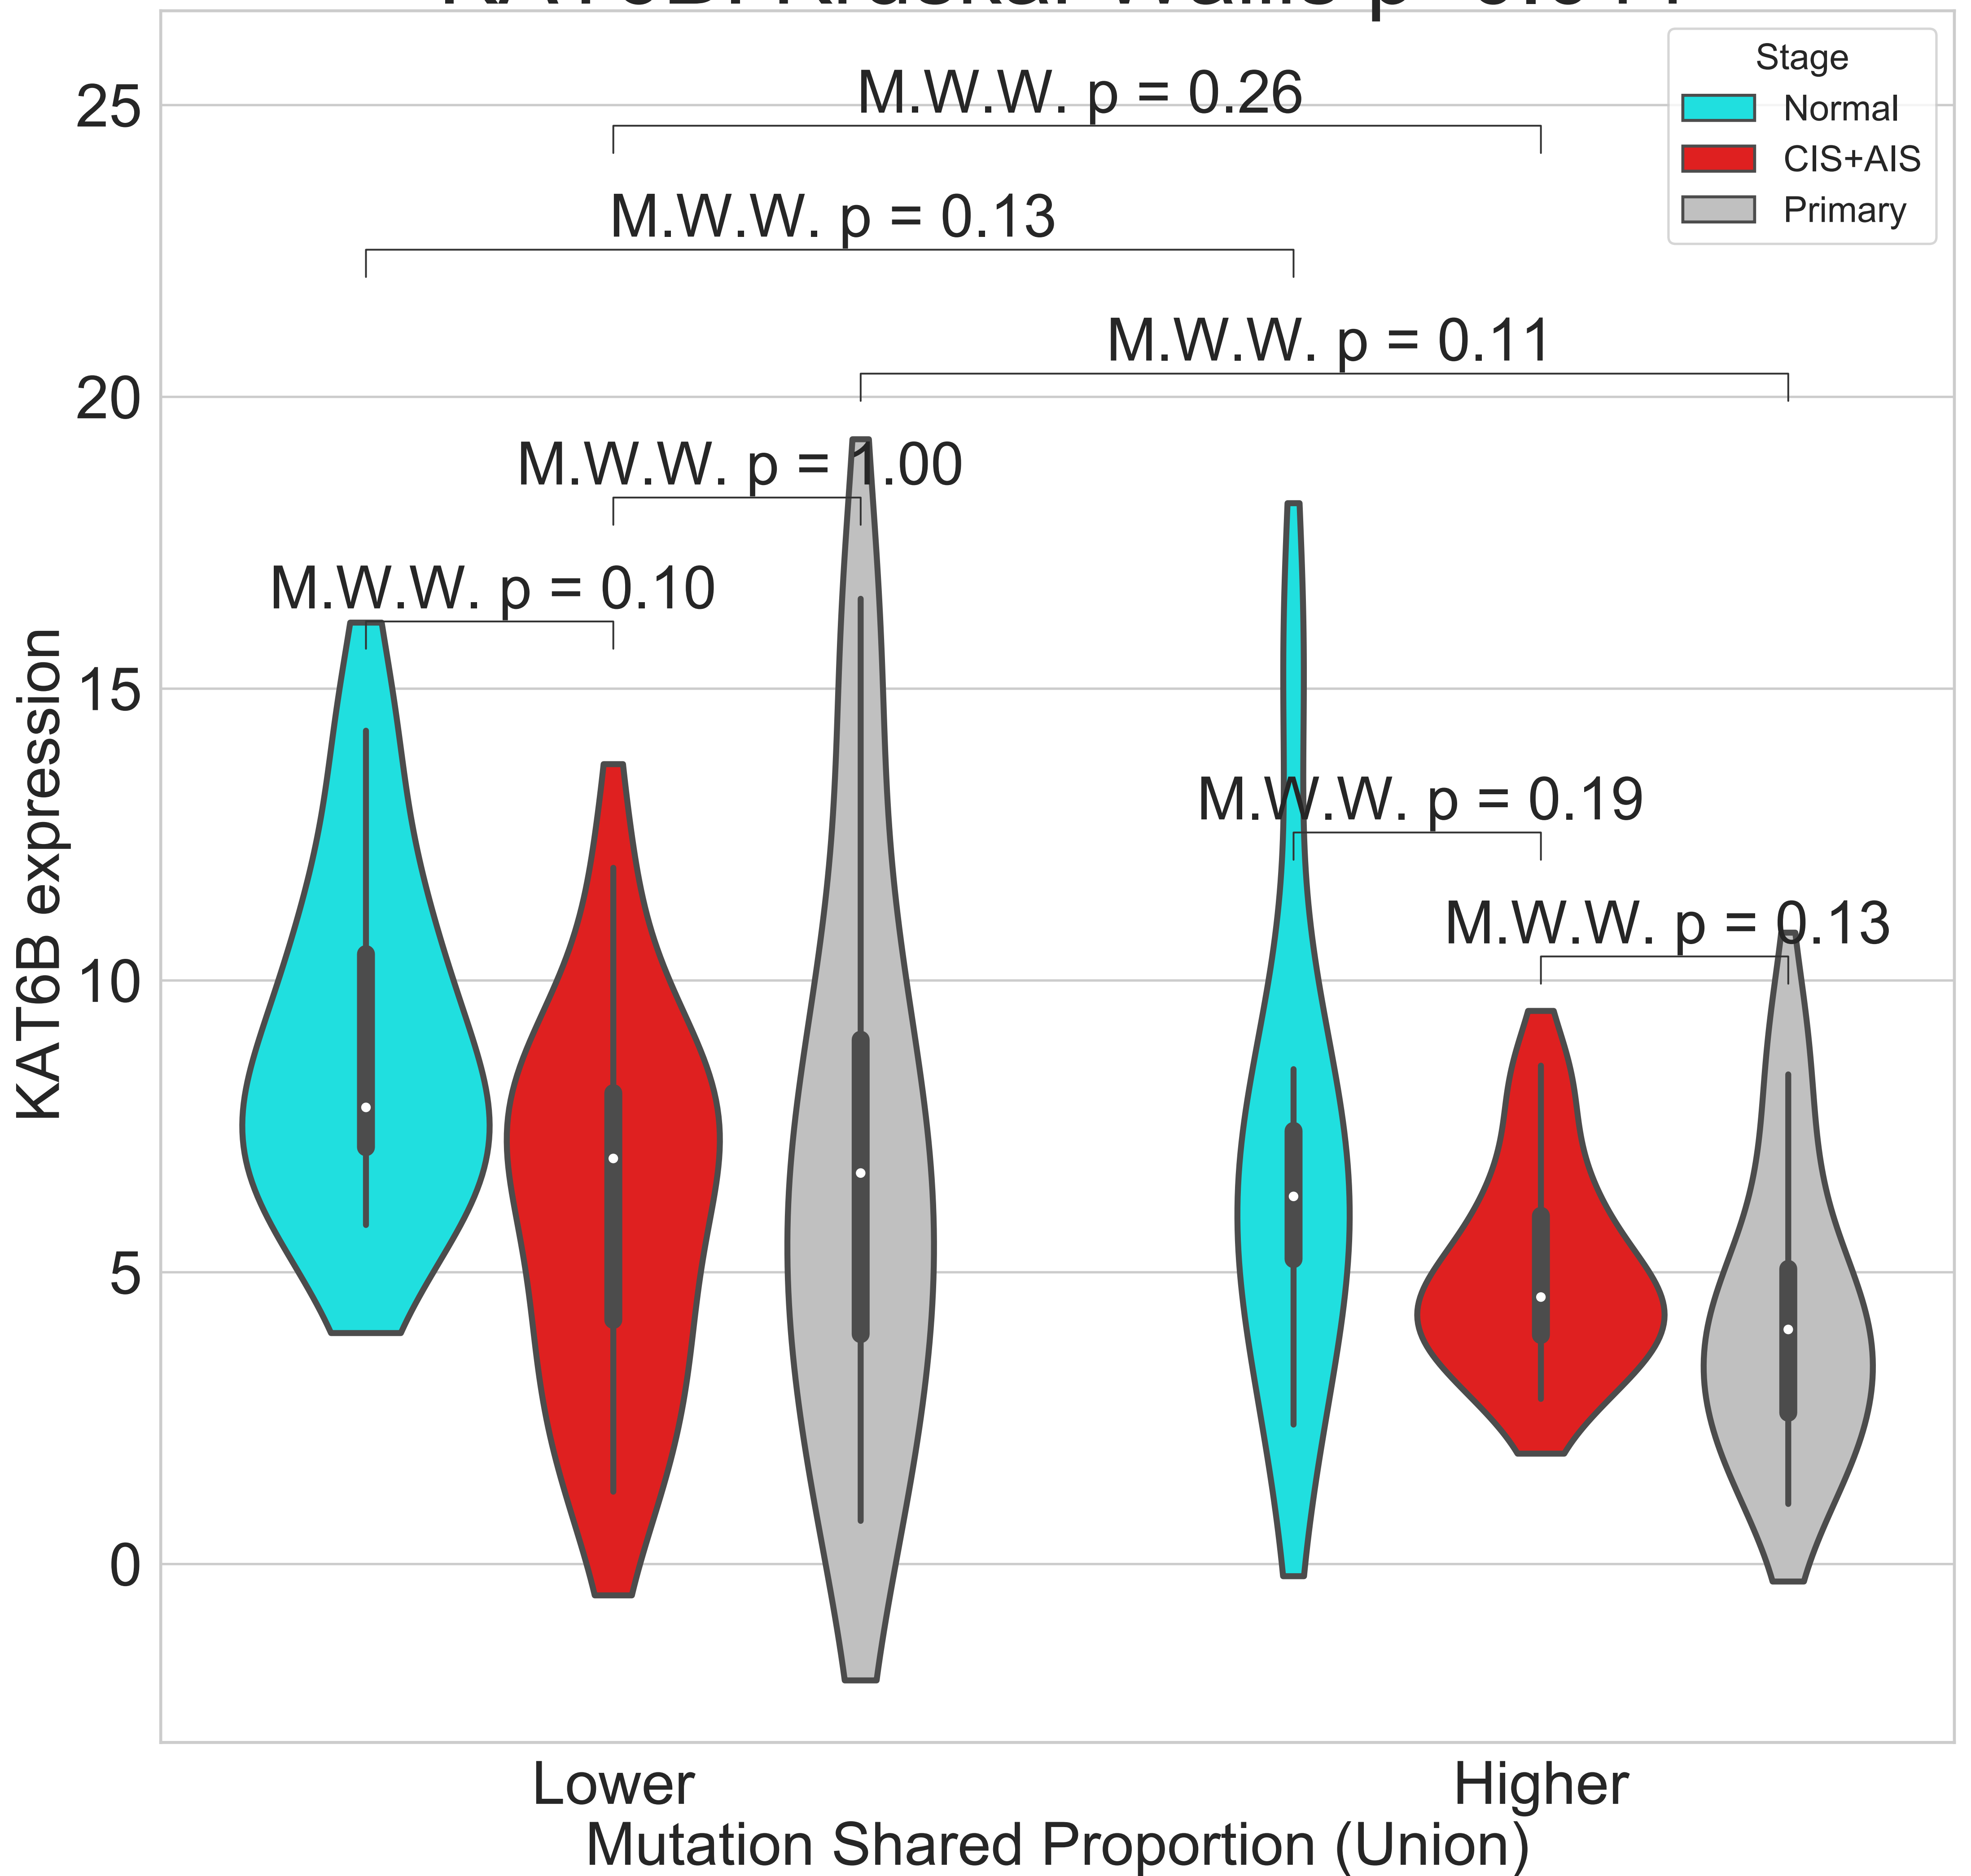 Stage
Normal
CIS+AIS
Primary
M.W.W. p = 0.26
M.W.W. p = 0.13
M.W.W. p = 0.11
M.W.W. p = 1.00
M.W.W. p = 0.10
M.W.W. p = 0.19
M.W.W. p = 0.13
25
20
15
10
5
0
KAT6B expression
Lower
Higher
Mutation Shared Proportion (Union)